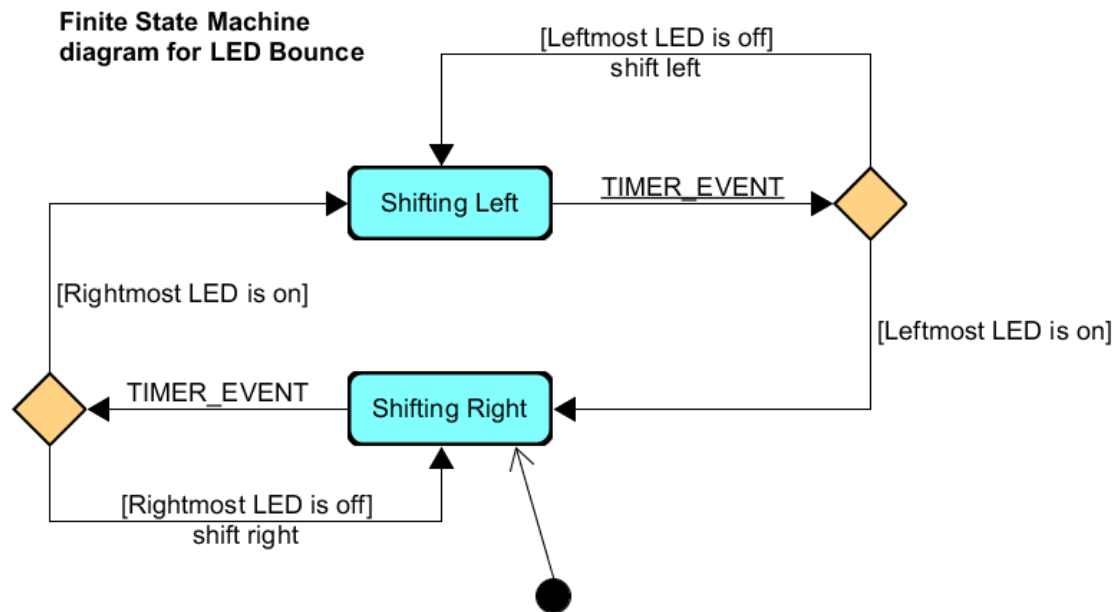 Finite State Machine
diagram for LED Bounce
[Leftmost LED is off]
shift left
Shifting Left
TIMER_EVENT
[Rightmost LED is on]
[Leftmost LED is on]
TIMER_EVENT
Shifting Right
[Rightmost LED is off]
shift right